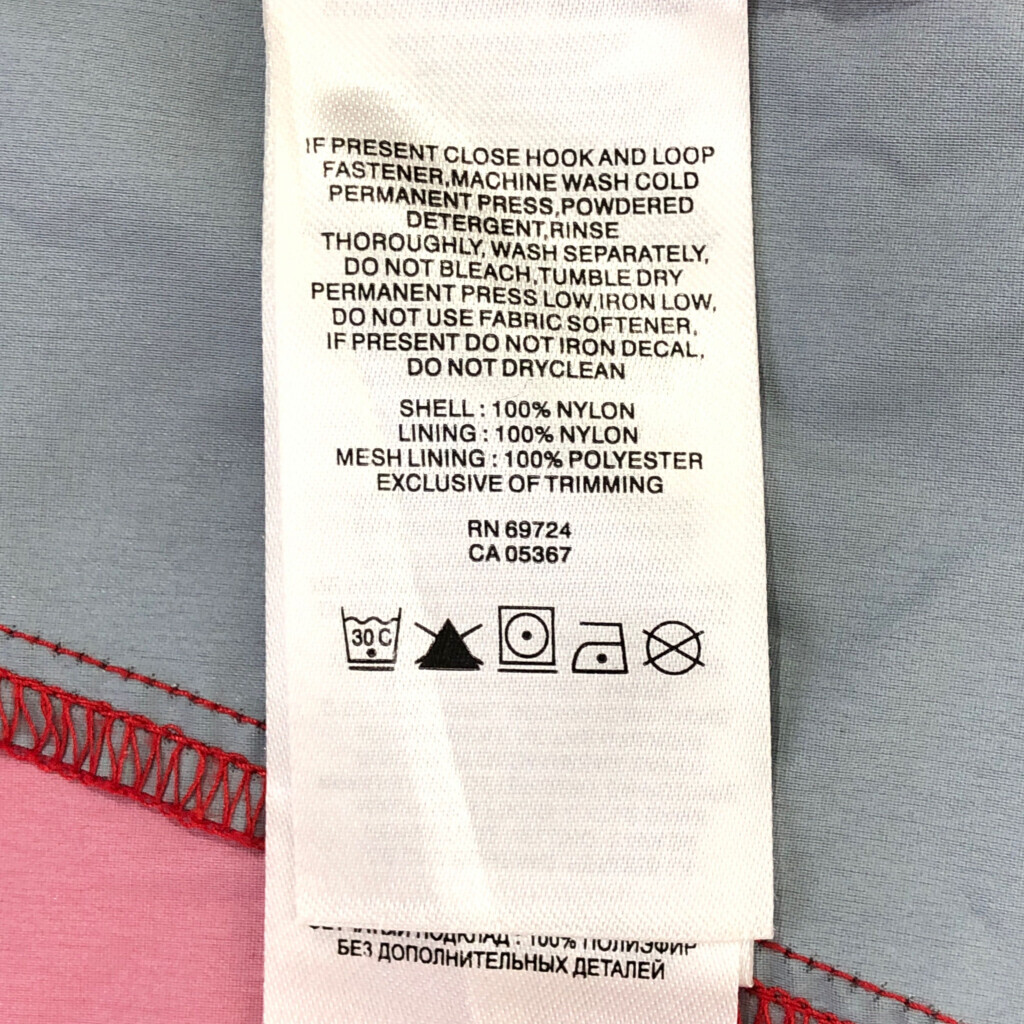 IF PRESENT CLOSE HOOK AND LOOP
FASTENER,MACHINE WASH COLD
PERMANENT PRESS,POWDERED
DETERGENT,RINSE
THOROUGHLY, WASH SEPARATELY,
DO NOT BLEACH,TUMBLE DRY
PERMANENT PRESS LOW,IRON LOW,
DO NOT USE FABRIC SOFTENER,
IF PRESENT DO NOT IRON DECAL,
DO NOT DRYCLEAN
SHELL : 100% NYLON
LINING : 100% NYLON
MESH LINING : 100% POLYESTER
EXCLUSIVE OF TRIMMING
RN 69724
CA 05367
30 C
ПОДКЛАД : 100% ПОЛИЭФИР
БЕЗ ДОПОЛНИТЕЛЬНЫХ ДЕТАЛЕЙ